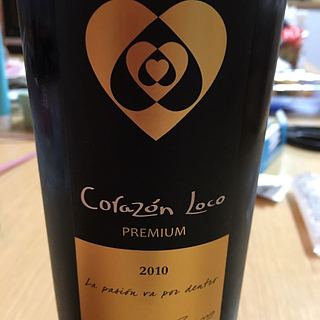 Corazón Loco
PREMIUM
2010
La pasión va por dentro